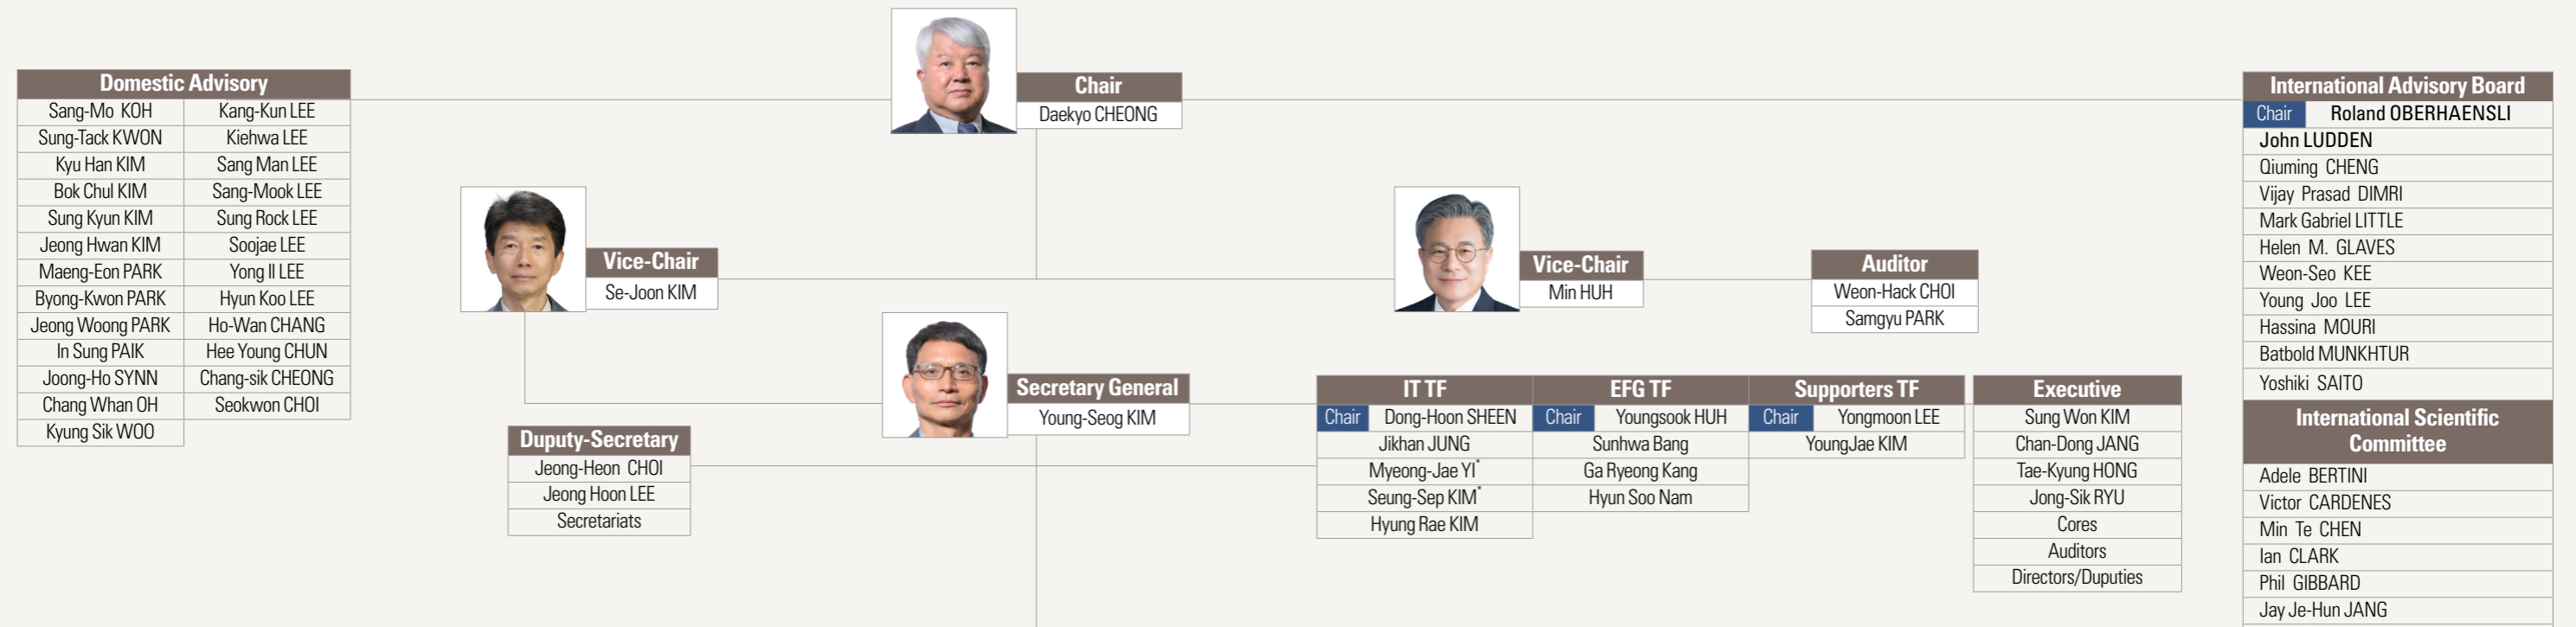 Domestic Advisory
Sang-Mo KOH Kang-Kun LEE
Sung-Tack KWON Kiehwa LEE
Kyu Han KIM Sang Man LEE
Bok Chul KIM Sang-Mook LEE
Sung Kyun KIM Sung Rock LEE
Jeong Hwan KIM Soojae LEE
Maeng-Eon PARK Yong Il LEE
Byong-Kwon PARK Hyun Koo LEE
Jeong Woong PARK Ho-Wan CHANG
In Sung PAIK Hee Young CHUN
Joong-Ho SYNN Chang-sik CHEONG
Chang Whan OH Seokwon CHOI
Kyung Sik WOO
Chair
Daekyo CHEONG
Vice-Chair
Se-Joon KIM
Vice-Chair
Min HUH
Auditor
Weon-Hack CHOI
Samgyu PARK
Secretary General
Young-Seog KIM
Duputy-Secretary
Jeong-Heon CHOI
Jeong Hoon LEE
Secretariats
IT TF
Chair Dong-Hoon SHEEN
Jikhan JUNG
Myeong-Jae YI*
Seung-Sep KIM*
Hyung Rae KIM
EFG TF
Chair Youngsook HUH
Sunhwa Bang
Ga Ryeong Kang
Hyun Soo Nam
Supporters TF
Chair Yongmoon LEE
YoungJae KIM
Executive
Sung Won KIM
Chan-Dong JANG
Tae-Kyung HONG
Jong-Sik RYU
Cores
Auditors
Directors/Duputies
International Advisory Board
Chair Roland OBERHAENSLI
John LUDDEN
Qiuming CHENG
Vijay Prasad DIMRI
Mark Gabriel LITTLE
Helen M. GLAVES
Weon-Seo KEE
Young Joo LEE
Hassina MOURI
Batbold MUNKHTUR
Yoshiki SAITO
International Scientific
Committee
Adele BERTINI
Victor CARDENES
Min Te CHEN
Ian CLARK
Phil GIBBARD
Jay Je-Hun JANG